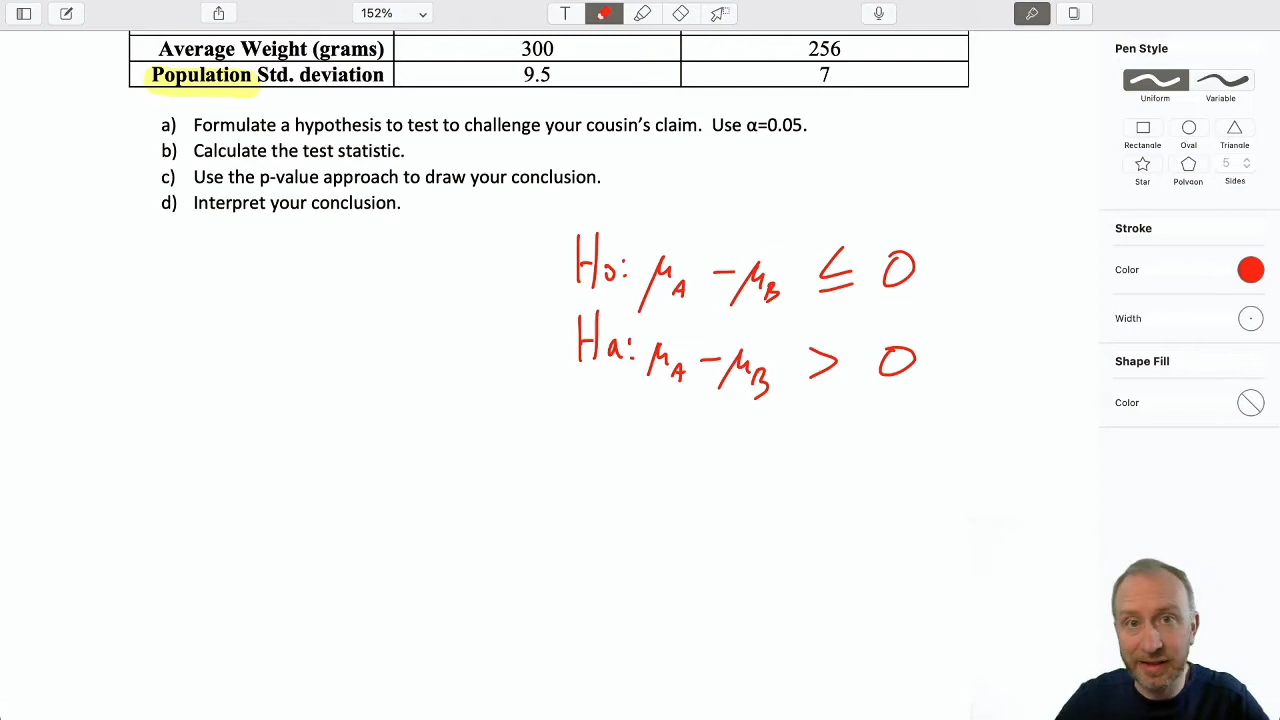 152%
T
Average Weight (grams) 300 256
Population Std. deviation 9.5 7
a) Formulate a hypothesis to test to challenge your cousin's claim. Use α=0.05.
b) Calculate the test statistic.
c) Use the p-value approach to draw your conclusion.
d) Interpret your conclusion.
Ho: μA - μB ≤ 0
Ha: μA - μB > 0
Pen Style
Uniform Variable
Rectangle Oval Triangle
5
Star Polygon Sides
Stroke
Color
Width
Shape Fill
Color